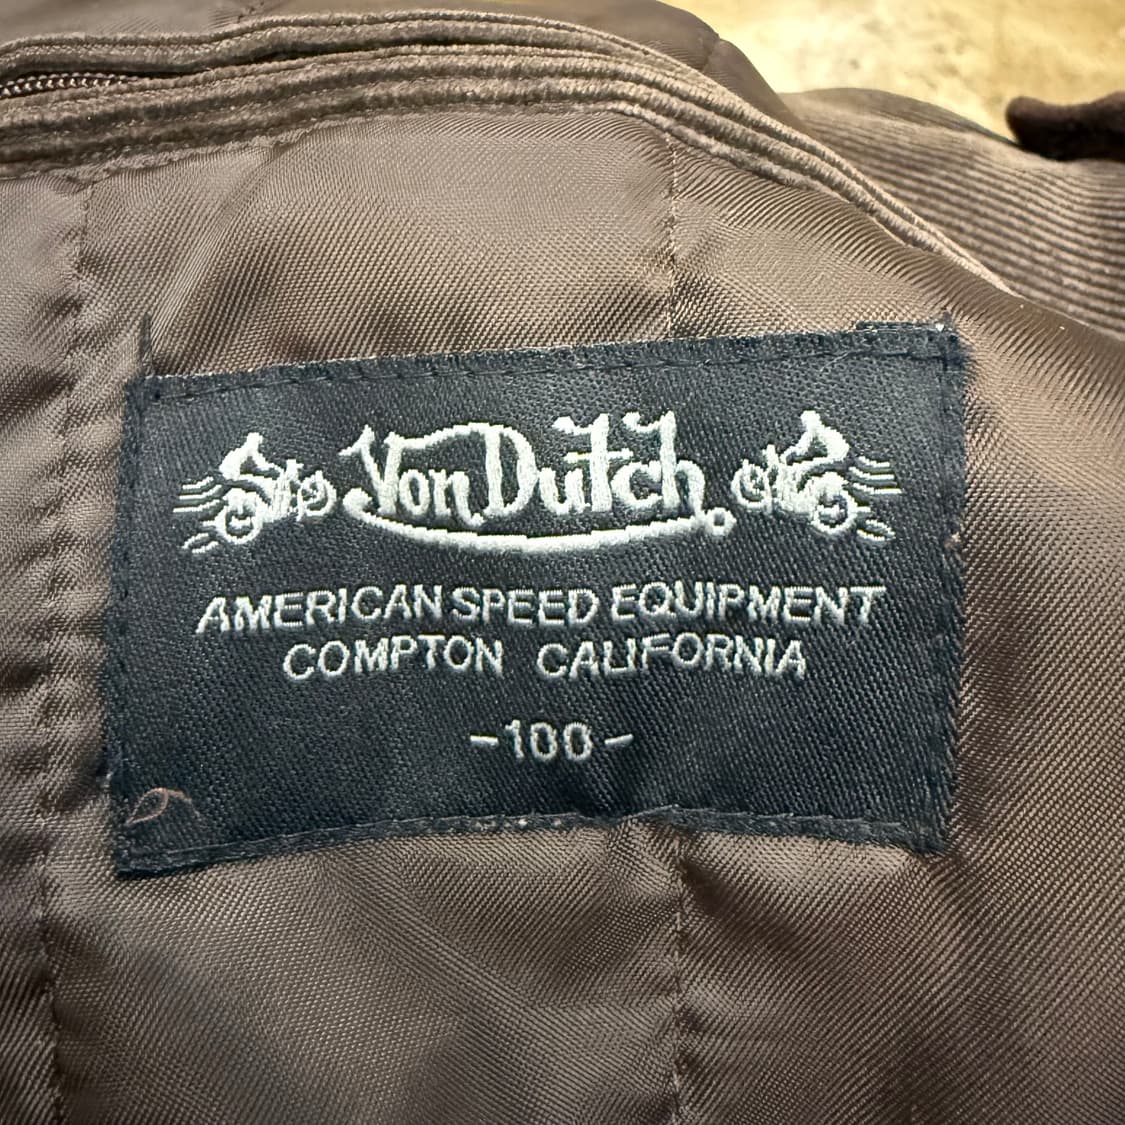 Von Dutch
AMERICAN SPEED EQUIPMENT
COMPTON CALIFORNIA
-100-